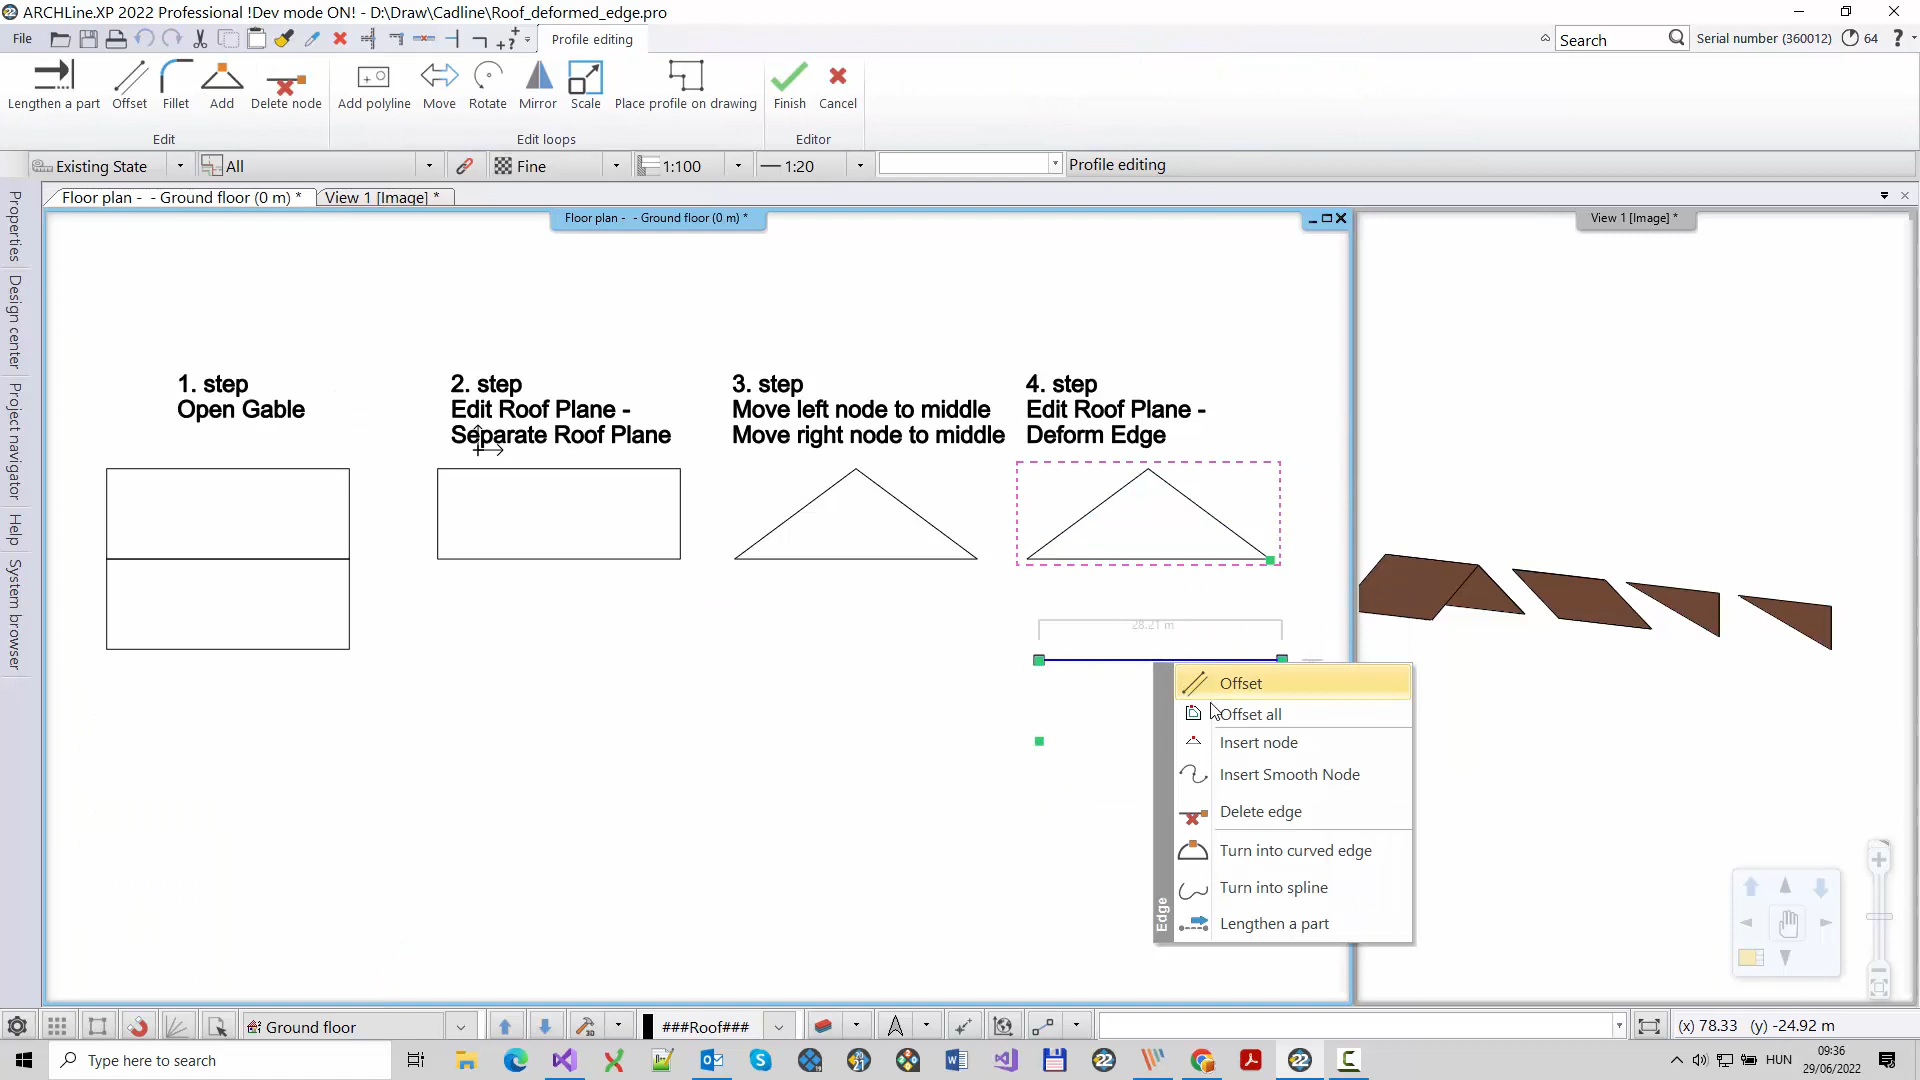 ARCHLine.XP 2022 Professional !Dev mode ON! - D:\Draw\Cadline\Roof_deformed_edge.pro
File
Profile editing
Search
Serial number (360012)
64
?
Lengthen a part
Offset
Fillet
Add
Delete node
Add polyline
Move
Rotate
Mirror
Scale
Place profile on drawing
Finish
Cancel
Edit
Edit loops
Editor
Existing State
All
Fine
1:100
1:20
Profile editing
Floor plan - - Ground floor (0 m) *
View 1 [Image] *
Floor plan - - Ground floor (0 m) *
View 1 [Image] *
Properties
Design center
Project navigator
Help
System browser
1. step
Open Gable
2. step
Edit Roof Plane -
Separate Roof Plane
3. step
Move left node to middle
Move right node to middle
4. step
Edit Roof Plane -
Deform Edge
28.21 m
Edge
Offset
Offset all
Insert node
Insert Smooth Node
Delete edge
Turn into curved edge
Turn into spline
Lengthen a part
Ground floor
###Roof###
(x) 78.33 (y) -24.92 m
Type here to search
HUN
09:36
29/06/2022